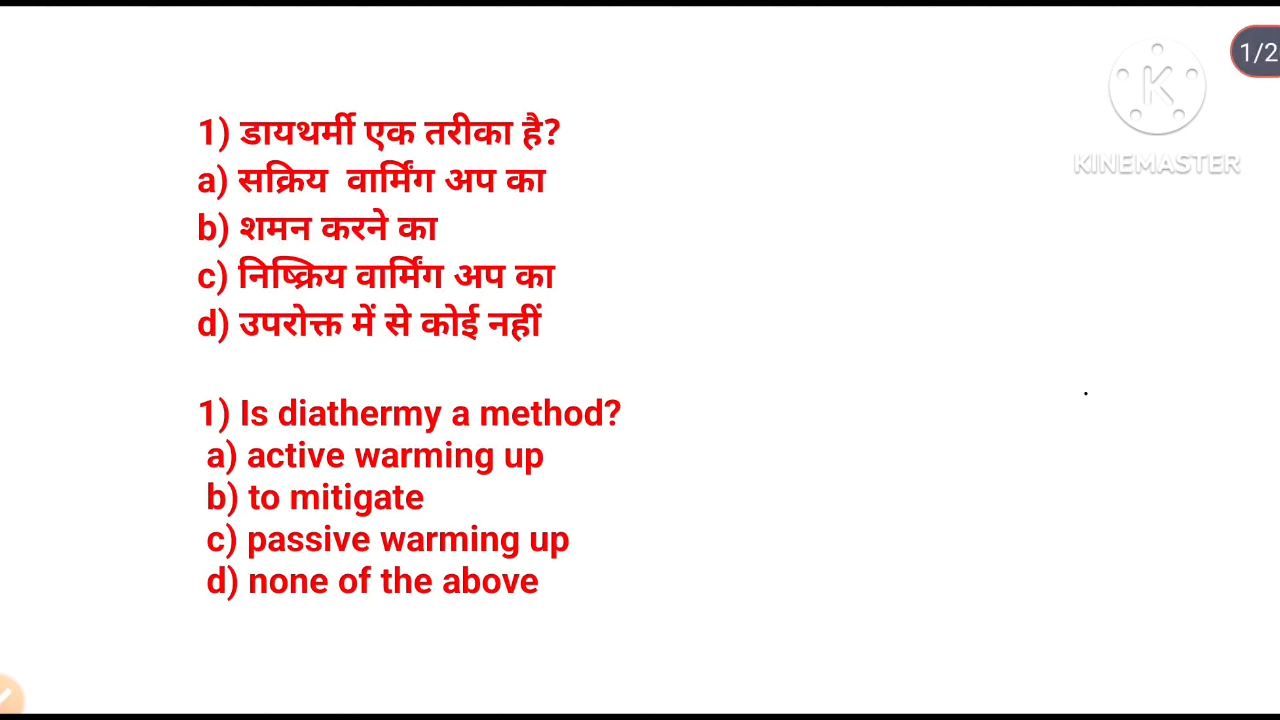 1/2
KINEMASTER
1) डायथर्मी एक तरीका है?
a) सक्रिय वार्मिंग अप का
b) शमन करने का
c) निष्क्रिय वार्मिंग अप का
d) उपरोक्त में से कोई नहीं
1) Is diathermy a method?
a) active warming up
b) to mitigate
c) passive warming up
d) none of the above